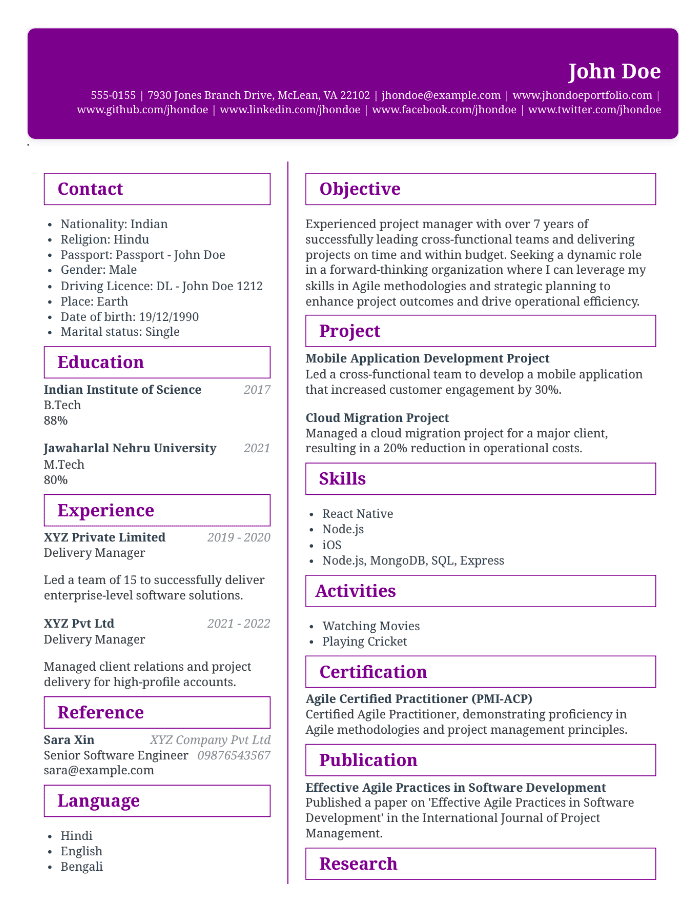 John Doe
555-0155 | 7930 Jones Branch Drive, McLean, VA 22102 | jhondoe@example.com | www.jhondoeportfolio.com |
www.github.com/jhondoe | www.linkedin.com/jhondoe | www.facebook.com/jhondoe | www.twitter.com/jhondoe
Contact
• Nationality: Indian
• Religion: Hindu
• Passport: Passport - John Doe
• Gender: Male
• Driving Licence: DL - John Doe 1212
• Place: Earth
• Date of birth: 19/12/1990
• Marital status: Single
Education
Indian Institute of Science 2017
B.Tech
88%
Jawaharlal Nehru University 2021
M.Tech
80%
Experience
XYZ Private Limited 2019 - 2020
Delivery Manager
Led a team of 15 to successfully deliver
enterprise-level software solutions.
XYZ Pvt Ltd 2021 - 2022
Delivery Manager
Managed client relations and project
delivery for high-profile accounts.
Reference
Sara Xin XYZ Company Pvt Ltd
Senior Software Engineer 09876543567
sara@example.com
Language
• Hindi
• English
• Bengali
Objective
Experienced project manager with over 7 years of
successfully leading cross-functional teams and delivering
projects on time and within budget. Seeking a dynamic role
in a forward-thinking organization where I can leverage my
skills in Agile methodologies and strategic planning to
enhance project outcomes and drive operational efficiency.
Project
Mobile Application Development Project
Led a cross-functional team to develop a mobile application
that increased customer engagement by 30%.
Cloud Migration Project
Managed a cloud migration project for a major client,
resulting in a 20% reduction in operational costs.
Skills
• React Native
• Node.js
• iOS
• Node.js, MongoDB, SQL, Express
Activities
• Watching Movies
• Playing Cricket
Certification
Agile Certified Practitioner (PMI-ACP)
Certified Agile Practitioner, demonstrating proficiency in
Agile methodologies and project management principles.
Publication
Effective Agile Practices in Software Development
Published a paper on 'Effective Agile Practices in Software
Development' in the International Journal of Project
Management.
Research